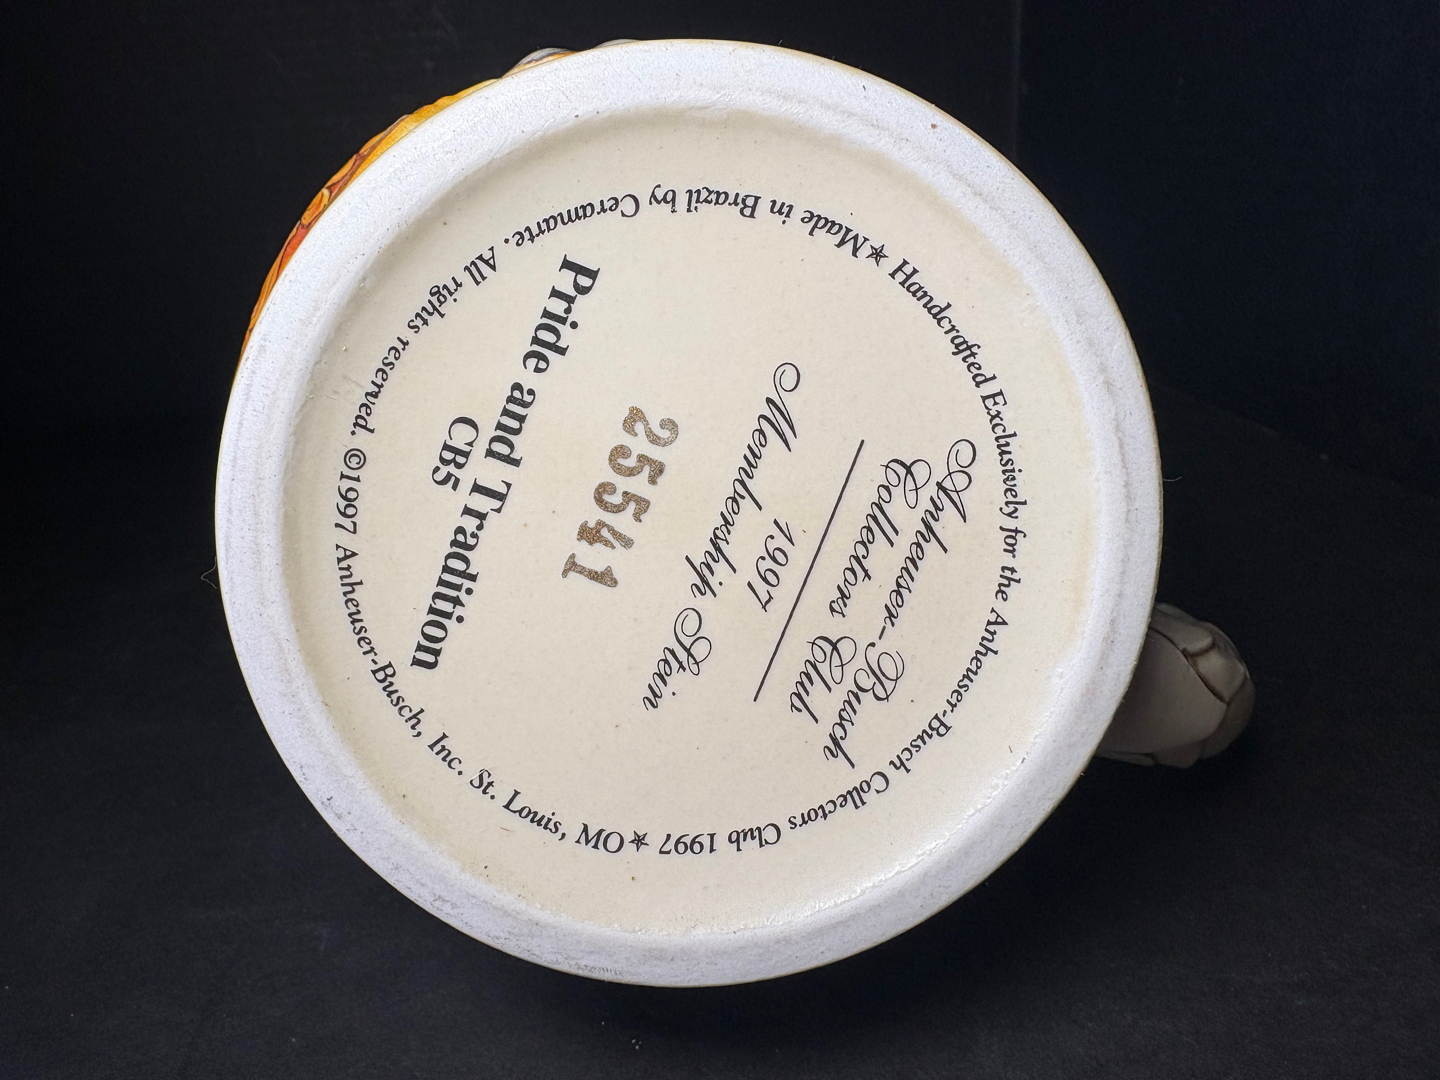 ★ Handcrafted Exclusively for the Anheuser-Busch Collectors Club 1997 ★
Made in Brazil by Ceramarte. All rights reserved. ©1997 Anheuser-Busch, Inc. St. Louis, MO
Anheuser-Busch
Collectors Club
1997
Membership Stein
25541
Pride and Tradition
CB5